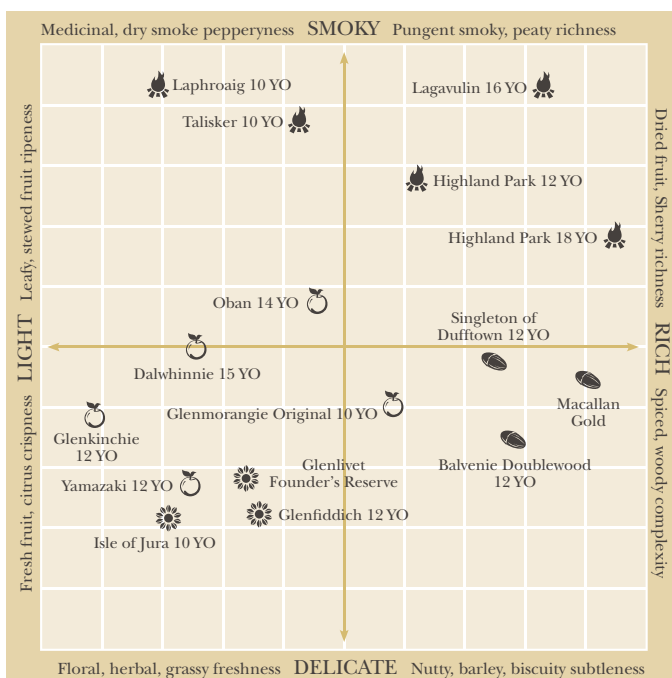 Medicinal, dry smoke pepperyness SMOKY Pungent smoky, peaty richness
Laphroaig 10 YO
Lagavulin 16 YO
Talisker 10 YO
Highland Park 12 YO
Highland Park 18 YO
Oban 14 YO
Singleton of
Dufftown 12 YO
Dalwhinnie 15 YO
Macallan
Gold
Glenmorangie Original 10 YO
Glenkinchie
12 YO
Balvenie Doublewood
12 YO
Glenlivet
Founder’s Reserve
Yamazaki 12 YO
Glenfiddich 12 YO
Isle of Jura 10 YO
Fresh fruit, citrus crispness LIGHT Leafy, stewed fruit ripeness
Dried fruit, Sherry richness RICH Spiced, woody complexity
Floral, herbal, grassy freshness DELICATE Nutty, barley, biscuity subtleness